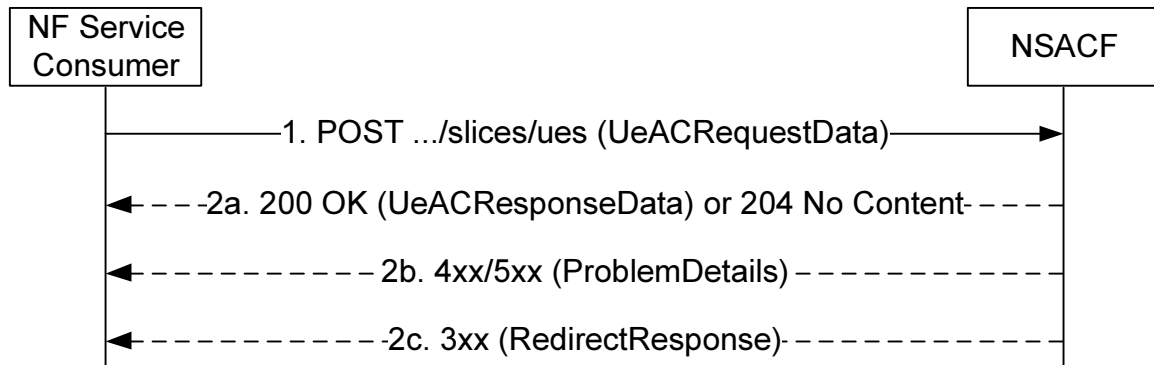 NF Service
Consumer
NSACF
1. POST .../slices/ues (UeACRequestData)
2a. 200 OK (UeACResponseData) or 204 No Content
2b. 4xx/5xx (ProblemDetails)
2c. 3xx (RedirectResponse)